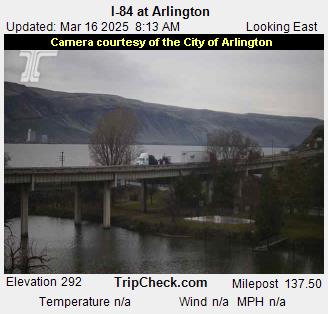 I-84 at Arlington
Updated: Mar 16 2025 8:13 AM Looking East
Camera courtesy of the City of Arlington
Elevation 292 TripCheck.com Milepost 137.50
Temperature n/a Wind n/a MPH n/a